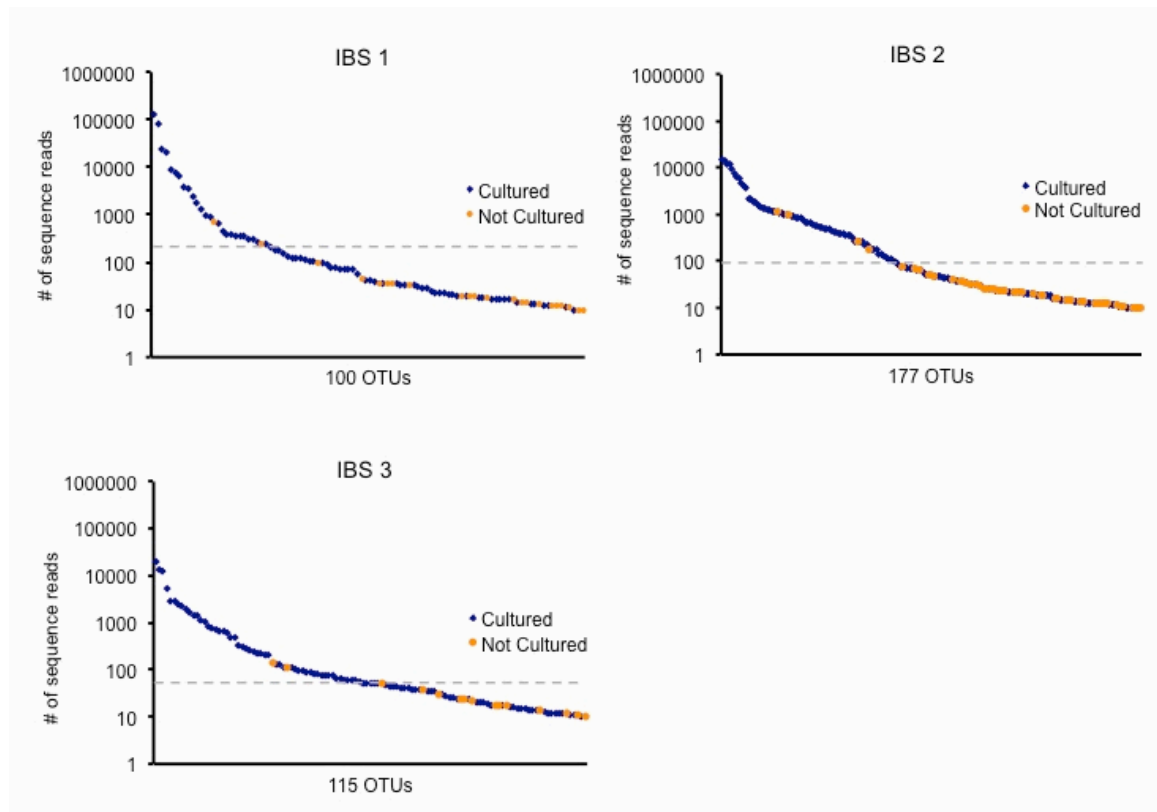 IBS 1
1000000
100000
10000
1000
100
10
1
# of sequence reads
Cultured
Not Cultured
100 OTUs
IBS 2
1000000
100000
10000
1000
100
10
1
# of sequence reads
Cultured
Not Cultured
177 OTUs
IBS 3
1000000
100000
10000
1000
100
10
1
# of sequence reads
Cultured
Not Cultured
115 OTUs